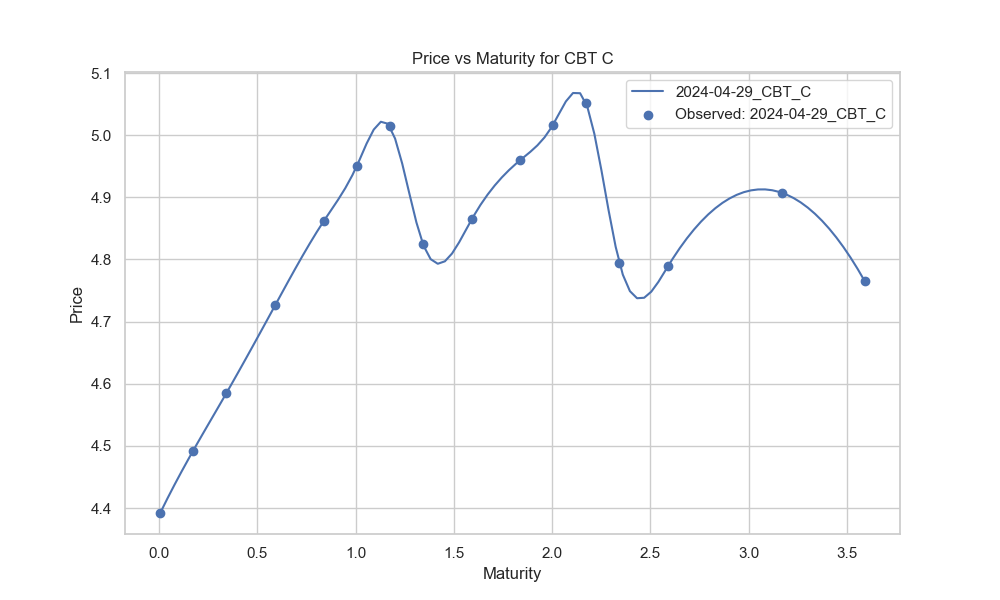 Price vs Maturity for CBT C
2024-04-29_CBT_C
Observed: 2024-04-29_CBT_C
Price
5.1
5.0
4.9
4.8
4.7
4.6
4.5
4.4
0.0 0.5 1.0 1.5 2.0 2.5 3.0 3.5
Maturity